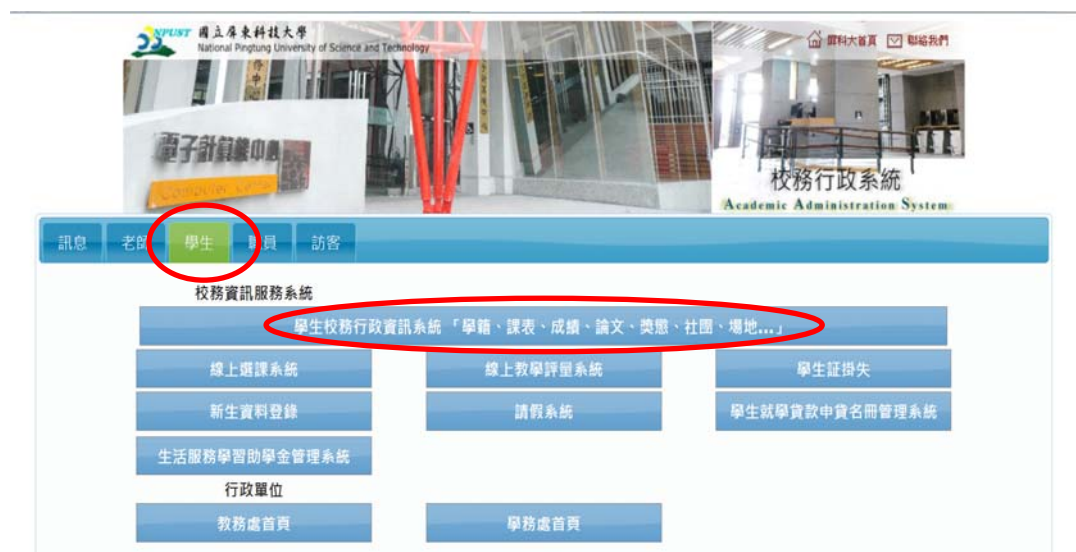 NPUST 國立屏東科技大學
National Pingtung University of Science and Technology
屏科大首頁 聯絡我們
電子計算機中心
Computer Center
校務行政系統
Academic Administration System
訊息 老師 學生 職員 訪客
校務資訊服務系統
學生校務行政資訊系統 「學籍、課表、成績、論文、獎懲、社團、場地...」
線上選課系統 線上教學評量系統 學生証掛失
新生資料登錄 請假系統 學生就學貸款申貸名冊管理系統
生活服務學習助學金管理系統
行政單位
教務處首頁 學務處首頁